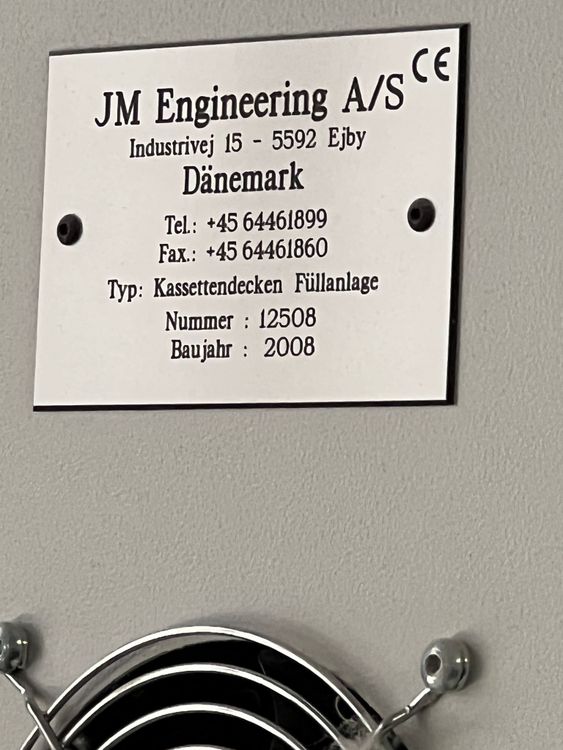 CE
JM Engineering A/S
Industrivej 15 - 5592 Ejby
Dänemark
Tel.: +45 64461899
Fax.: +45 64461860
Typ: Kassettendecken Füllanlage
Nummer : 12508
Baujahr : 2008